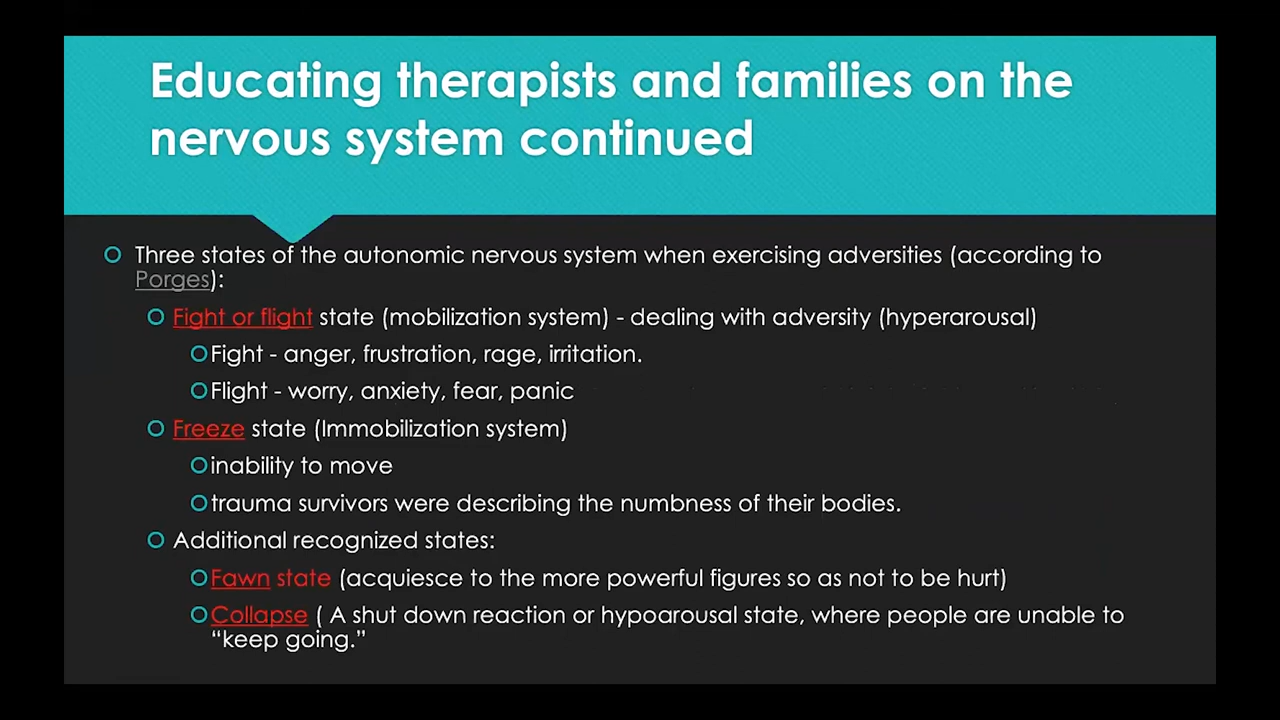 Educating therapists and families on the
nervous system continued
Three states of the autonomic nervous system when exercising adversities (according to
Porges):
Fight or flight state (mobilization system) - dealing with adversity (hyperarousal)
Fight - anger, frustration, rage, irritation.
Flight - worry, anxiety, fear, panic
Freeze state (Immobilization system)
inability to move
trauma survivors were describing the numbness of their bodies.
Additional recognized states:
Fawn state (acquiesce to the more powerful figures so as not to be hurt)
Collapse ( A shut down reaction or hypoarousal state, where people are unable to
“keep going.”